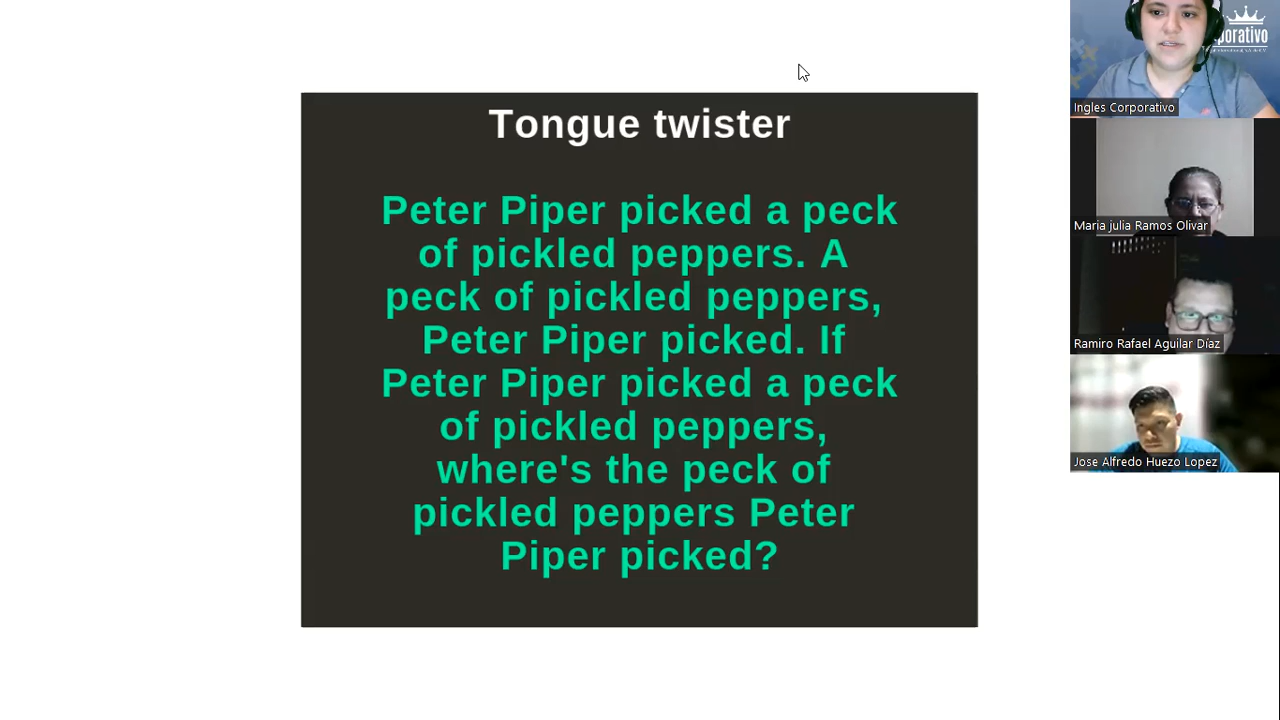 Tongue twister
Peter Piper picked a peck
of pickled peppers. A
peck of pickled peppers,
Peter Piper picked. If
Peter Piper picked a peck
of pickled peppers,
where's the peck of
pickled peppers Peter
Piper picked?
Ingles Corporativo
Maria julia Ramos Olivar
Ramiro Rafael Aguilar Díaz
Jose Alfredo Huezo Lopez